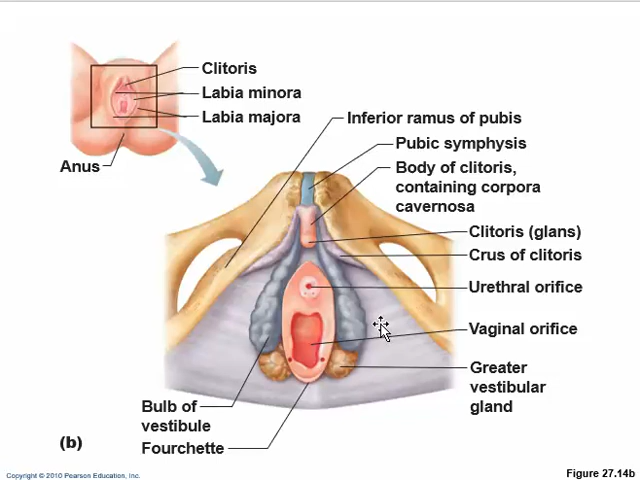 Clitoris
Labia minora
Labia majora
Anus
Inferior ramus of pubis
Pubic symphysis
Body of clitoris,
containing corpora
cavernosa
Clitoris (glans)
Crus of clitoris
Urethral orifice
Vaginal orifice
Greater
vestibular
gland
Bulb of
vestibule
Fourchette
(b)
Copyright © 2010 Pearson Education, Inc.
Figure 27.14b